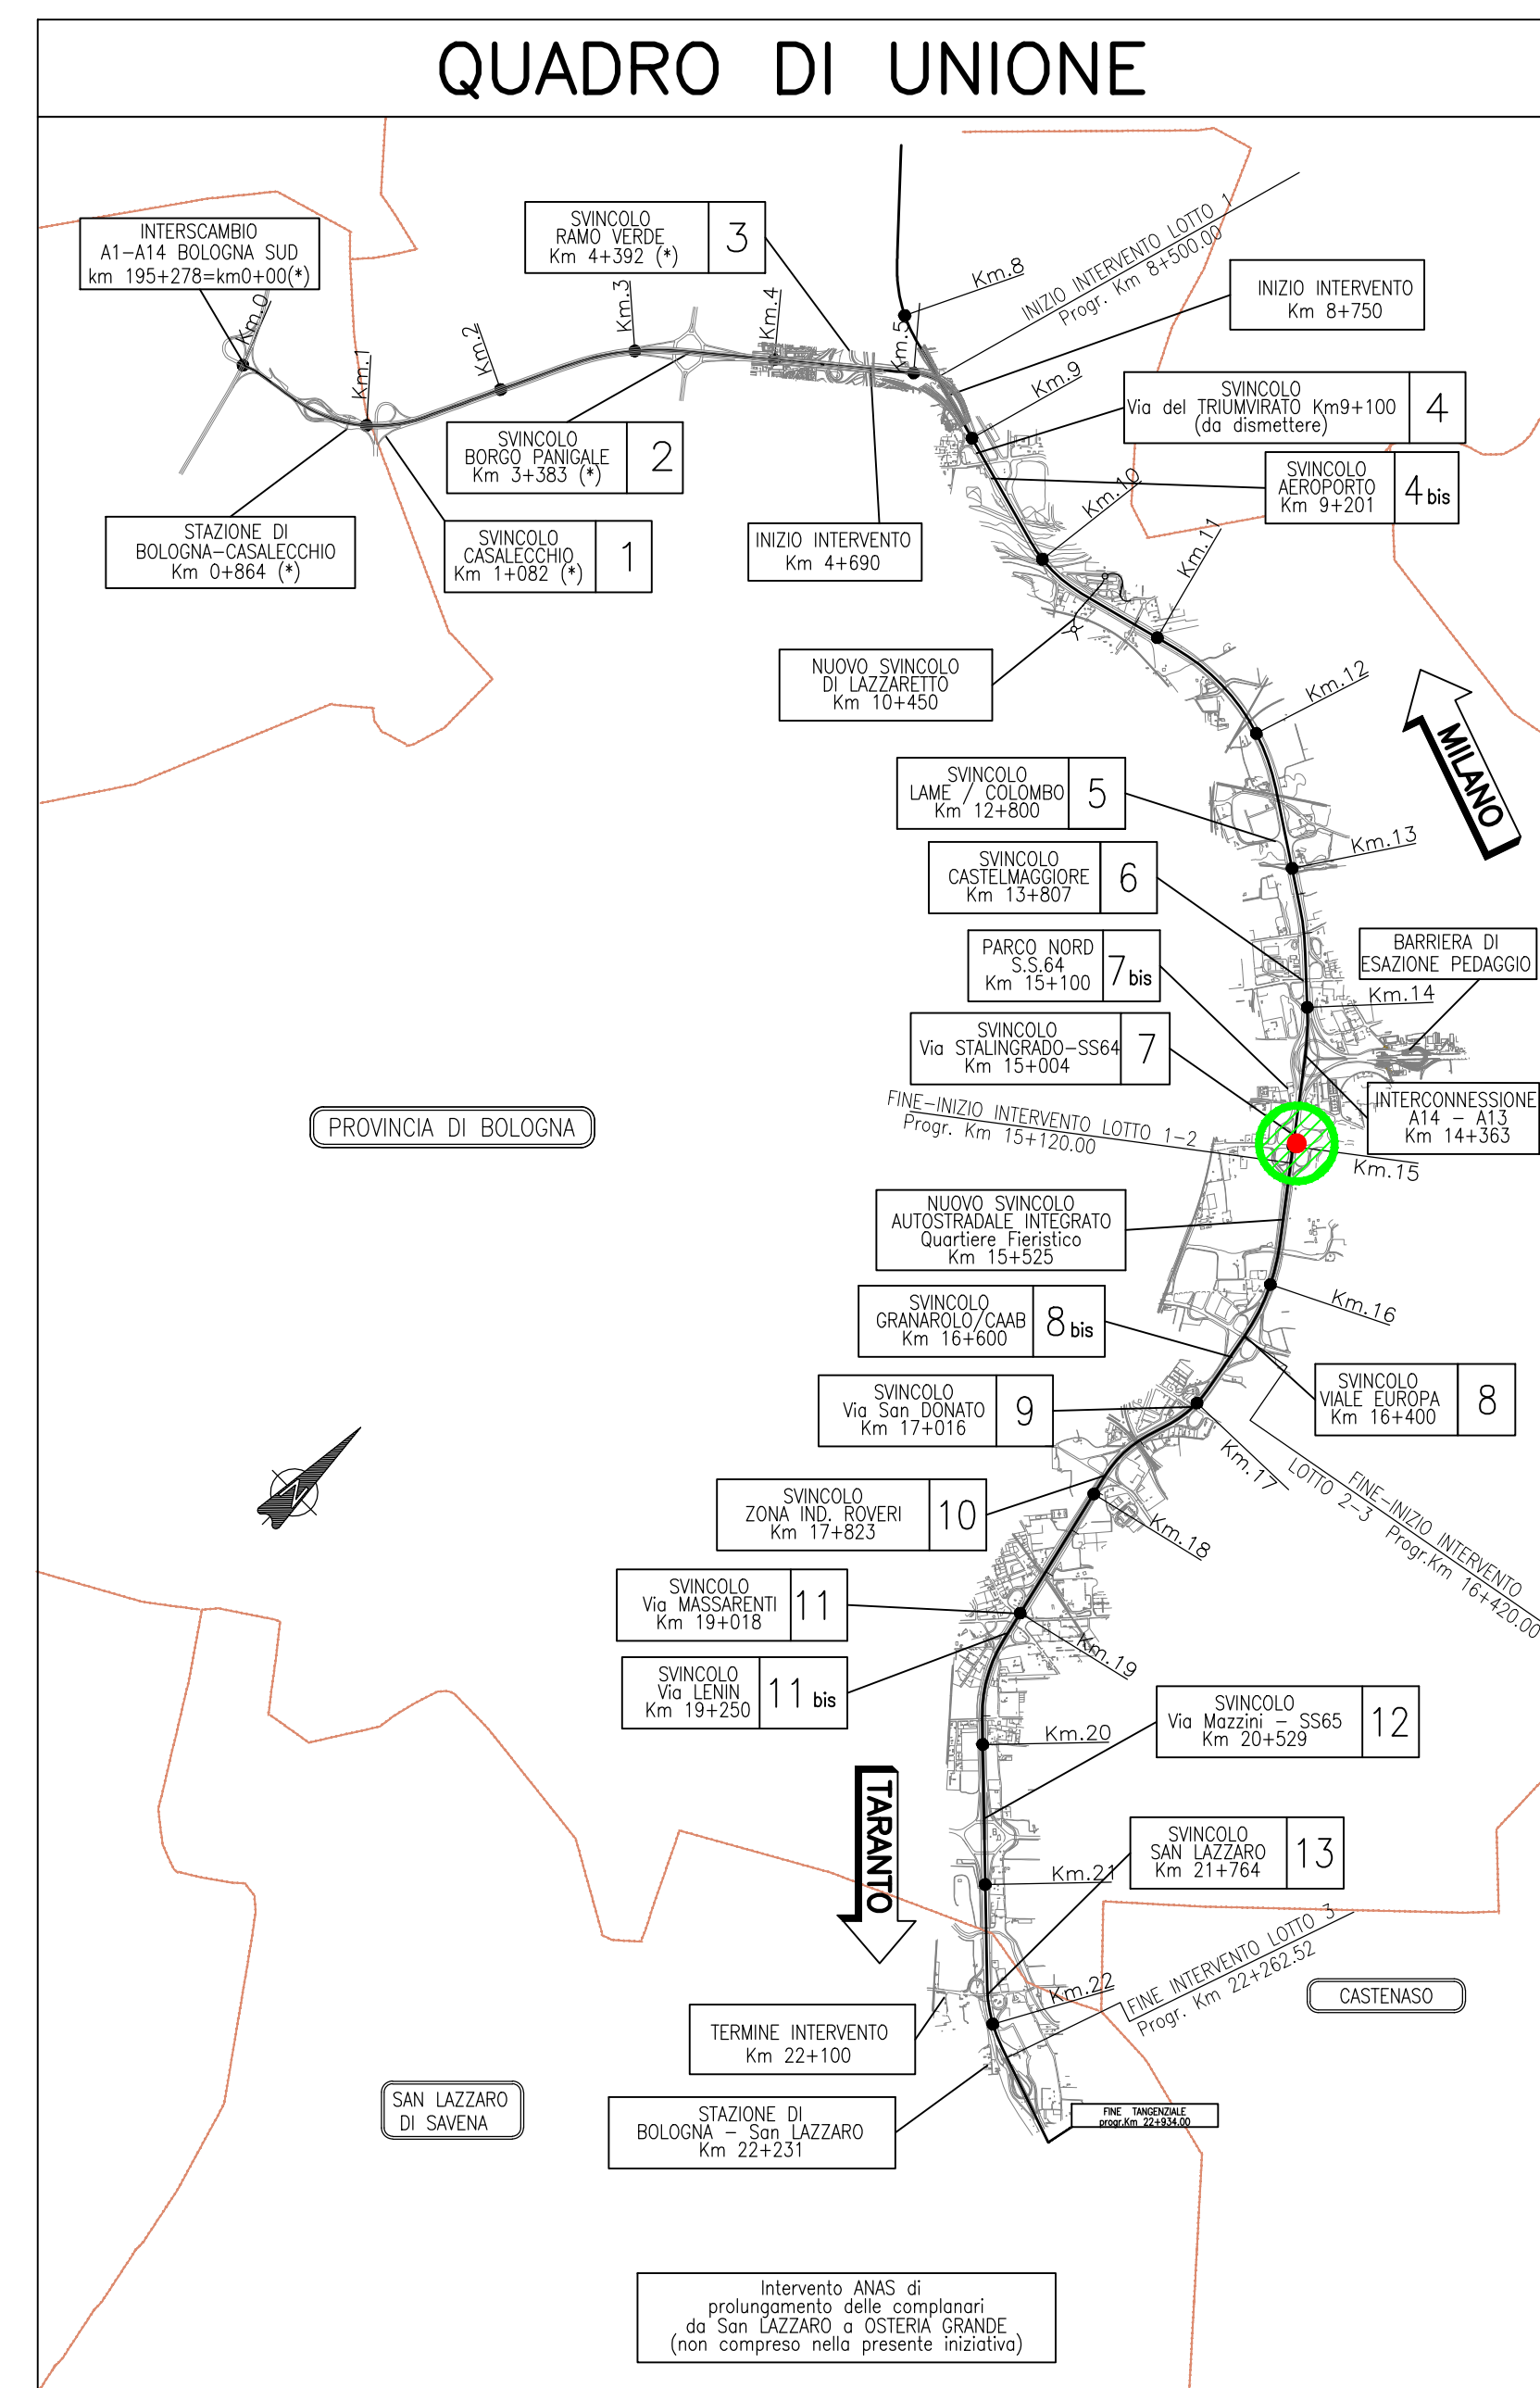 QUADRO DI UNIONE
INTERSCAMBIO
A1-A14 BOLOGNA SUD
km 195+278=km0+00(*)
SVINCOLO
RAMO VERDE
Km 4+392 (*)
3
INIZIO INTERVENTO LOTTO 1
Progr. Km 8+500.00
INIZIO INTERVENTO
Km 8+750
Km.0
Km.1
Km.2
Km.3
Km.4
Km.5
Km.8
Km.9
SVINCOLO
Via del TRIUMVIRATO Km9+100
(da dismettere)
4
SVINCOLO
BORGO PANIGALE
Km 3+383 (*)
2
SVINCOLO
AEROPORTO
Km 9+201
4 bis
STAZIONE DI
BOLOGNA-CASALECCHIO
Km 0+864 (*)
SVINCOLO
CASALECCHIO
Km 1+082 (*)
1
INIZIO INTERVENTO
Km 4+690
Km.10
Km.11
NUOVO SVINCOLO
DI LAZZARETTO
Km 10+450
Km.12
MILANO
SVINCOLO
LAME / COLOMBO
Km 12+800
5
Km.13
SVINCOLO
CASTELMAGGIORE
Km 13+807
6
PARCO NORD
S.S.64
Km 15+100
7 bis
BARRIERA DI
ESAZIONE PEDAGGIO
Km.14
SVINCOLO
Via STALINGRADO-SS64
Km 15+004
7
FINE-INIZIO INTERVENTO LOTTO 1-2
Progr. Km 15+120.00
INTERCONNESSIONE
A14 - A13
Km 14+363
PROVINCIA DI BOLOGNA
Km.15
NUOVO SVINCOLO
AUTOSTRADALE INTEGRATO
Quartiere Fieristico
Km 15+525
Km.16
SVINCOLO
GRANAROLO/CAAB
Km 16+600
8 bis
SVINCOLO
VIALE EUROPA
Km 16+400
8
SVINCOLO
Via San DONATO
Km 17+016
9
Km.17
FINE-INIZIO INTERVENTO
LOTTO 2-3 Progr.Km 16+420.00
N
SVINCOLO
ZONA IND. ROVERI
Km 17+823
10
Km.18
SVINCOLO
Via MASSARENTI
Km 19+018
11
Km.19
SVINCOLO
Via LENIN
Km 19+250
11 bis
SVINCOLO
Via Mazzini - SS65
Km 20+529
12
Km.20
TARANTO
SVINCOLO
SAN LAZZARO
Km 21+764
13
Km.21
FINE INTERVENTO LOTTO 3
Progr. Km 22+262.52
Km.22
CASTENASO
TERMINE INTERVENTO
Km 22+100
SAN LAZZARO
DI SAVENA
STAZIONE DI
BOLOGNA - San LAZZARO
Km 22+231
FINE TANGENZIALE
progr.Km 22+934.00
Intervento ANAS di
prolungamento delle complanari
da San LAZZARO a OSTERIA GRANDE
(non compreso nella presente iniziativa)